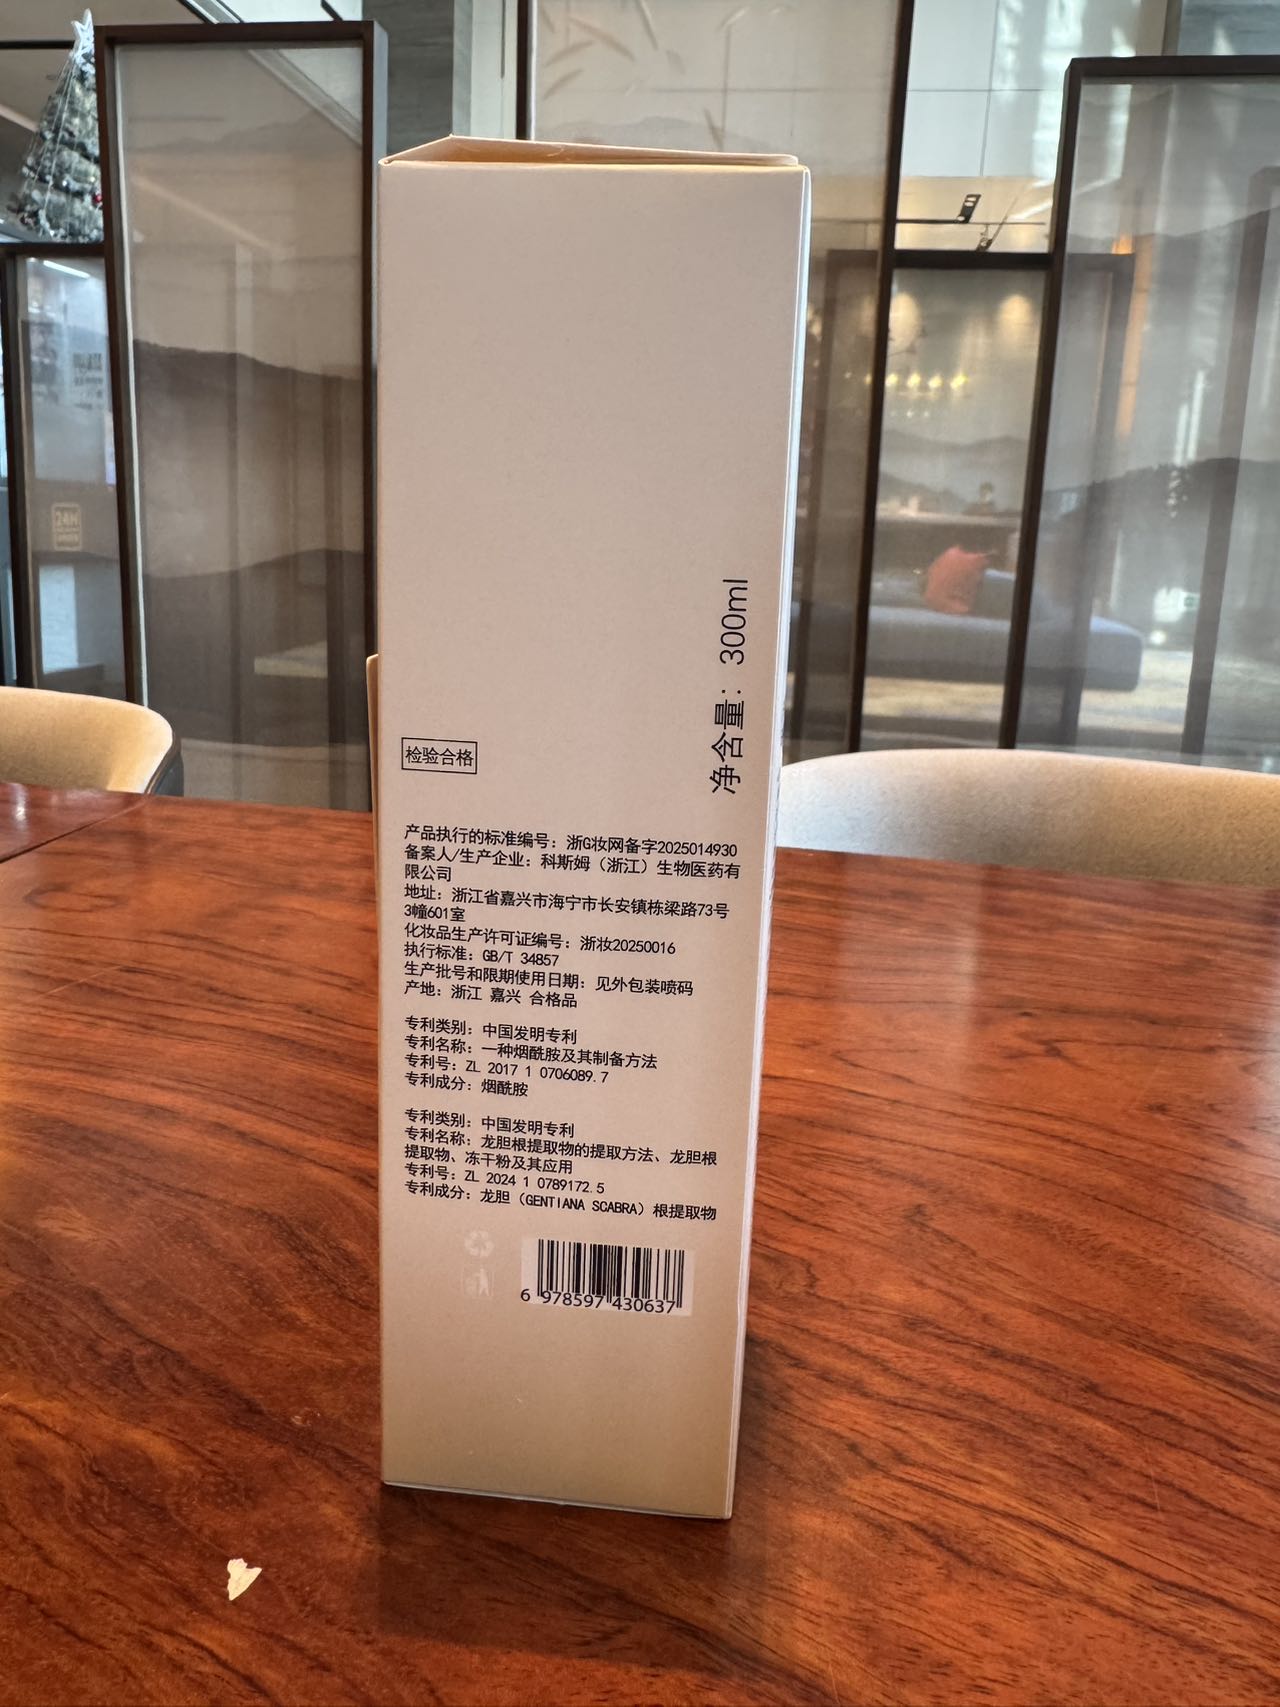 24H
净含量：300ml
检验合格
产品执行的标准编号：浙G妆网备字2025014930
备案人/生产企业：科斯姆（浙江）生物医药有
限公司
地址：浙江省嘉兴市海宁市长安镇栋梁路73号
3幢601室
化妆品生产许可证编号：浙妆20250016
执行标准：GB/T 34857
生产批号和限期使用日期：见外包装喷码
产地：浙江 嘉兴 合格品
专利类别：中国发明专利
专利名称：一种烟酰胺及其制备方法
专利号：ZL 2017 1 0706089.7
专利成分：烟酰胺
专利类别：中国发明专利
专利名称：龙胆根提取物的提取方法、龙胆根
提取物、冻干粉及其应用
专利号：ZL 2024 1 0789172.5
专利成分：龙胆（GENTIANA SCABRA）根提取物
6 978597 430637